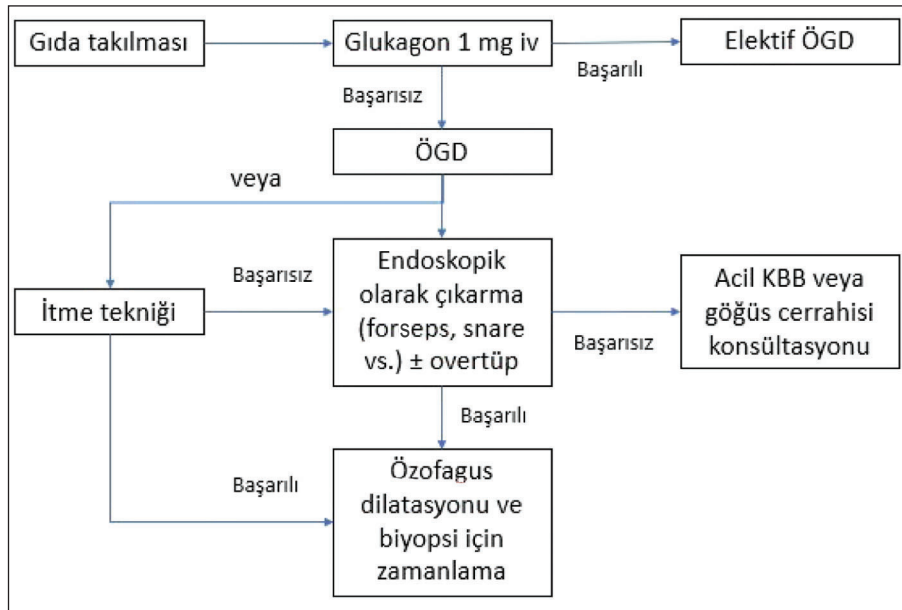 Gıda takılması
Glukagon 1 mg iv
Elektif ÖGD
Başarılı
Başarısız
ÖGD
veya
İtme tekniği
Başarısız
Endoskopik
olarak çıkarma
(forseps, snare
vs.) ± overtüp
Başarısız
Acil KBB veya
göğüs cerrahisi
konsültasyonu
Başarılı
Başarılı
Özofagus
dilatasyonu ve
biyopsi için
zamanlama